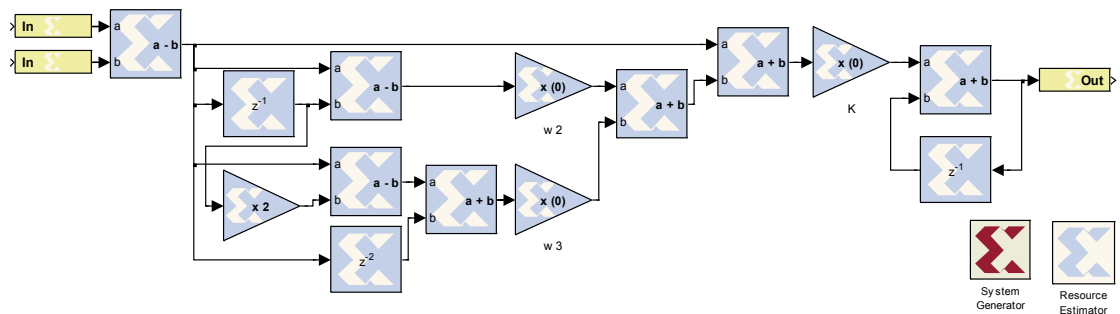 In
In
a
b
a - b
z-1
a
b
a - b
x 2
a
b
a - b
z-2
a
b
a + b
x (0)
w 2
x (0)
w 3
a
b
a + b
a
b
a + b
x (0)
K
a
b
a + b
z-1
Out
System
Generator
Resource
Estimator